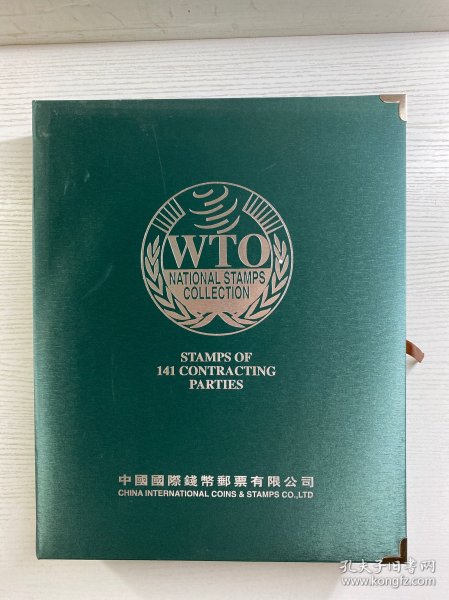 WTO
NATIONAL STAMPS
COLLECTION
STAMPS OF
141 CONTRACTING
PARTIES
中國國際錢幣郵票有限公司
CHINA INTERNATIONAL COINS & STAMPS CO.,LTD
孔夫子旧书网
www.kongfz.com